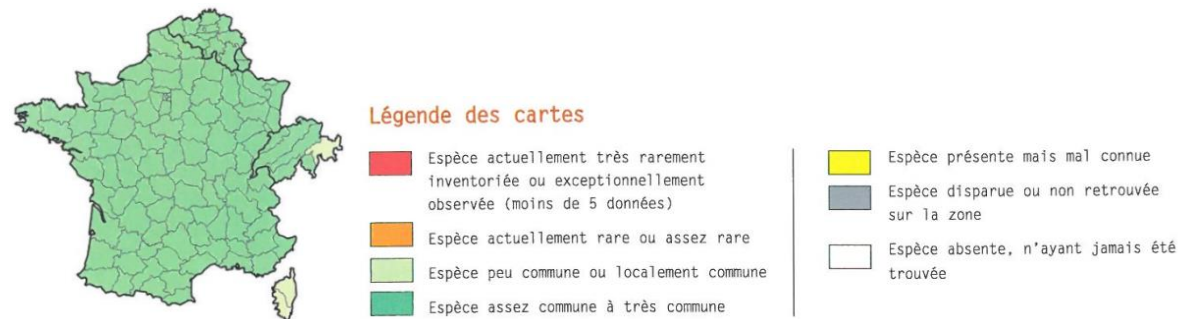 Légende des cartes
Espèce actuellement très rarement
inventoriée ou exceptionnellement
observée (moins de 5 données)
Espèce actuellement rare ou assez rare
Espèce peu commune ou localement commune
Espèce assez commune à très commune
Espèce présente mais mal connue
Espèce disparue ou non retrouvée
sur la zone
Espèce absente, n'ayant jamais été
trouvée